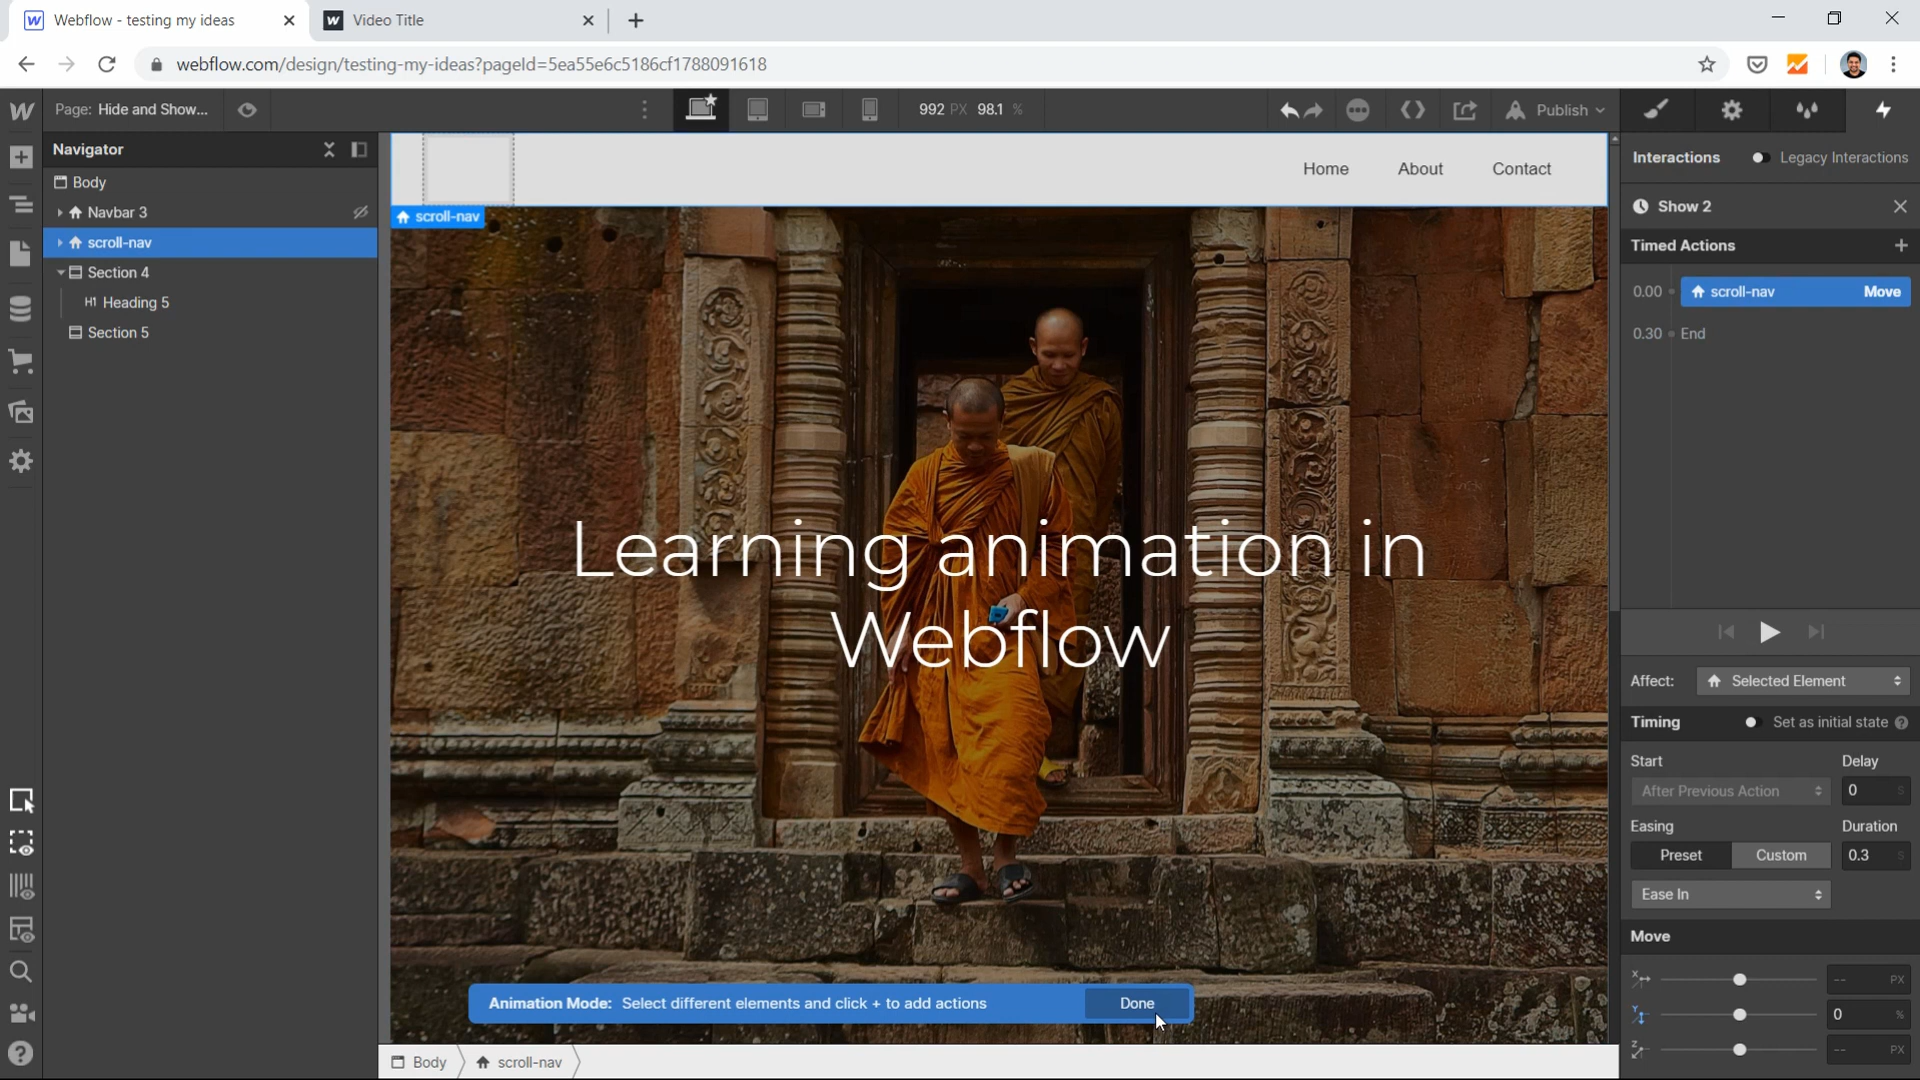 Webflow - testing my ideas
Video Title
webflow.com/design/testing-my-ideas?pageId=5ea55e6c5186cf1788091618
Page: Hide and Show...
992 PX 98.1 %
Publish
Navigator
Body
Navbar 3
scroll-nav
Section 4
H1 Heading 5
Section 5
Home About Contact
scroll-nav
Learning animation in
Webflow
Animation Mode: Select different elements and click + to add actions
Done
Body scroll-nav
Interactions Legacy Interactions
Show 2
Timed Actions
0.00 scroll-nav Move
0.30 End
Affect: Selected Element
Timing Set as initial state
Start Delay
After Previous Action 0 S
Easing Duration
Preset Custom 0.3 S
Ease In
Move
X -- PX
Y 0 %
Z -- PX